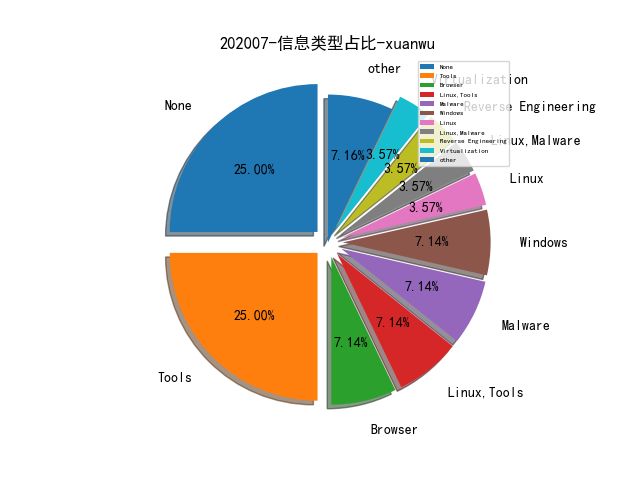 202007-信息类型占比-xuanwu
other
None
Virtualization
Reverse Engineering
Linux,Malware
Linux
Windows
Malware
Linux,Tools
Browser
Tools
25.00%
25.00%
7.14%
7.14%
7.14%
7.14%
3.57%
3.57%
3.57%
3.57%
7.16%
None
Tools
Browser
Linux,Tools
Malware
Windows
Linux
Linux,Malware
Reverse Engineering
Virtualization
other